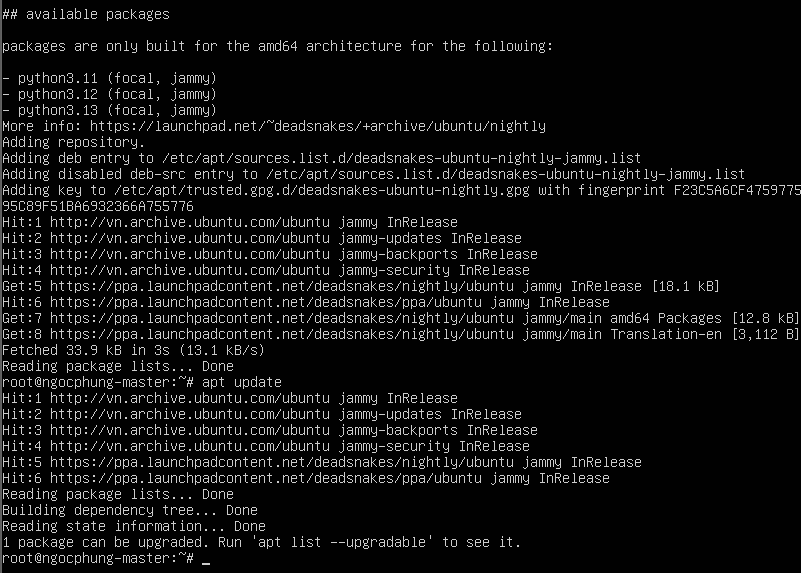 ## available packages
packages are only built for the amd64 architecture for the following:
- python3.11 (focal, jammy)
- python3.12 (focal, jammy)
- python3.13 (focal, jammy)
More info: https://launchpad.net/~deadsnakes/+archive/ubuntu/nightly
Adding repository.
Adding deb entry to /etc/apt/sources.list.d/deadsnakes-ubuntu-nightly-jammy.list
Adding disabled deb-src entry to /etc/apt/sources.list.d/deadsnakes-ubuntu-nightly-jammy.list
Adding key to /etc/apt/trusted.gpg.d/deadsnakes-ubuntu-nightly.gpg with fingerprint F23C5A6CF4759775
95C89F51BA6932366A755776
Hit:1 http://vn.archive.ubuntu.com/ubuntu jammy InRelease
Hit:2 http://vn.archive.ubuntu.com/ubuntu jammy-updates InRelease
Hit:3 http://vn.archive.ubuntu.com/ubuntu jammy-backports InRelease
Hit:4 http://vn.archive.ubuntu.com/ubuntu jammy-security InRelease
Get:5 https://ppa.launchpadcontent.net/deadsnakes/nightly/ubuntu jammy InRelease [18.1 kB]
Hit:6 https://ppa.launchpadcontent.net/deadsnakes/ppa/ubuntu jammy InRelease
Get:7 https://ppa.launchpadcontent.net/deadsnakes/nightly/ubuntu jammy/main amd64 Packages [12.8 kB]
Get:8 https://ppa.launchpadcontent.net/deadsnakes/nightly/ubuntu jammy/main Translation-en [3,112 B]
Fetched 33.9 kB in 3s (13.1 kB/s)
Reading package lists... Done
root@ngocphung-master:~# apt update
Hit:1 http://vn.archive.ubuntu.com/ubuntu jammy InRelease
Hit:2 http://vn.archive.ubuntu.com/ubuntu jammy-updates InRelease
Hit:3 http://vn.archive.ubuntu.com/ubuntu jammy-backports InRelease
Hit:4 http://vn.archive.ubuntu.com/ubuntu jammy-security InRelease
Hit:5 https://ppa.launchpadcontent.net/deadsnakes/nightly/ubuntu jammy InRelease
Hit:6 https://ppa.launchpadcontent.net/deadsnakes/ppa/ubuntu jammy InRelease
Reading package lists... Done
Building dependency tree... Done
Reading state information... Done
1 package can be upgraded. Run 'apt list --upgradable' to see it.
root@ngocphung-master:~# _